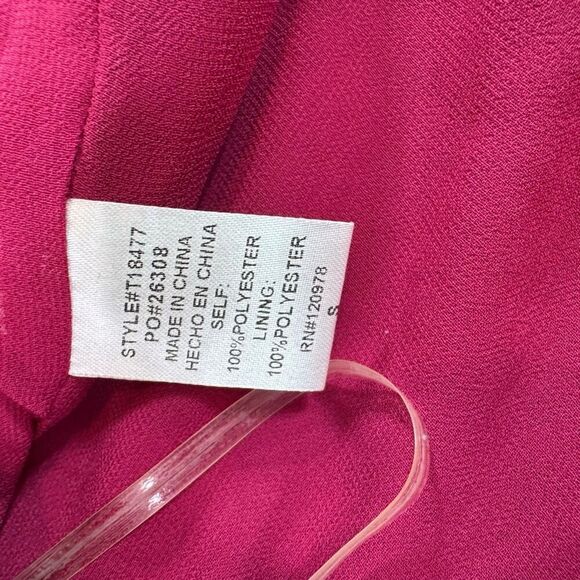 STYLE#T18477
PO#26308
MADE IN CHINA
HECHO EN CHINA
SELF:
100%POLYESTER
LINING:
100%POLYESTER
RN#120978
S